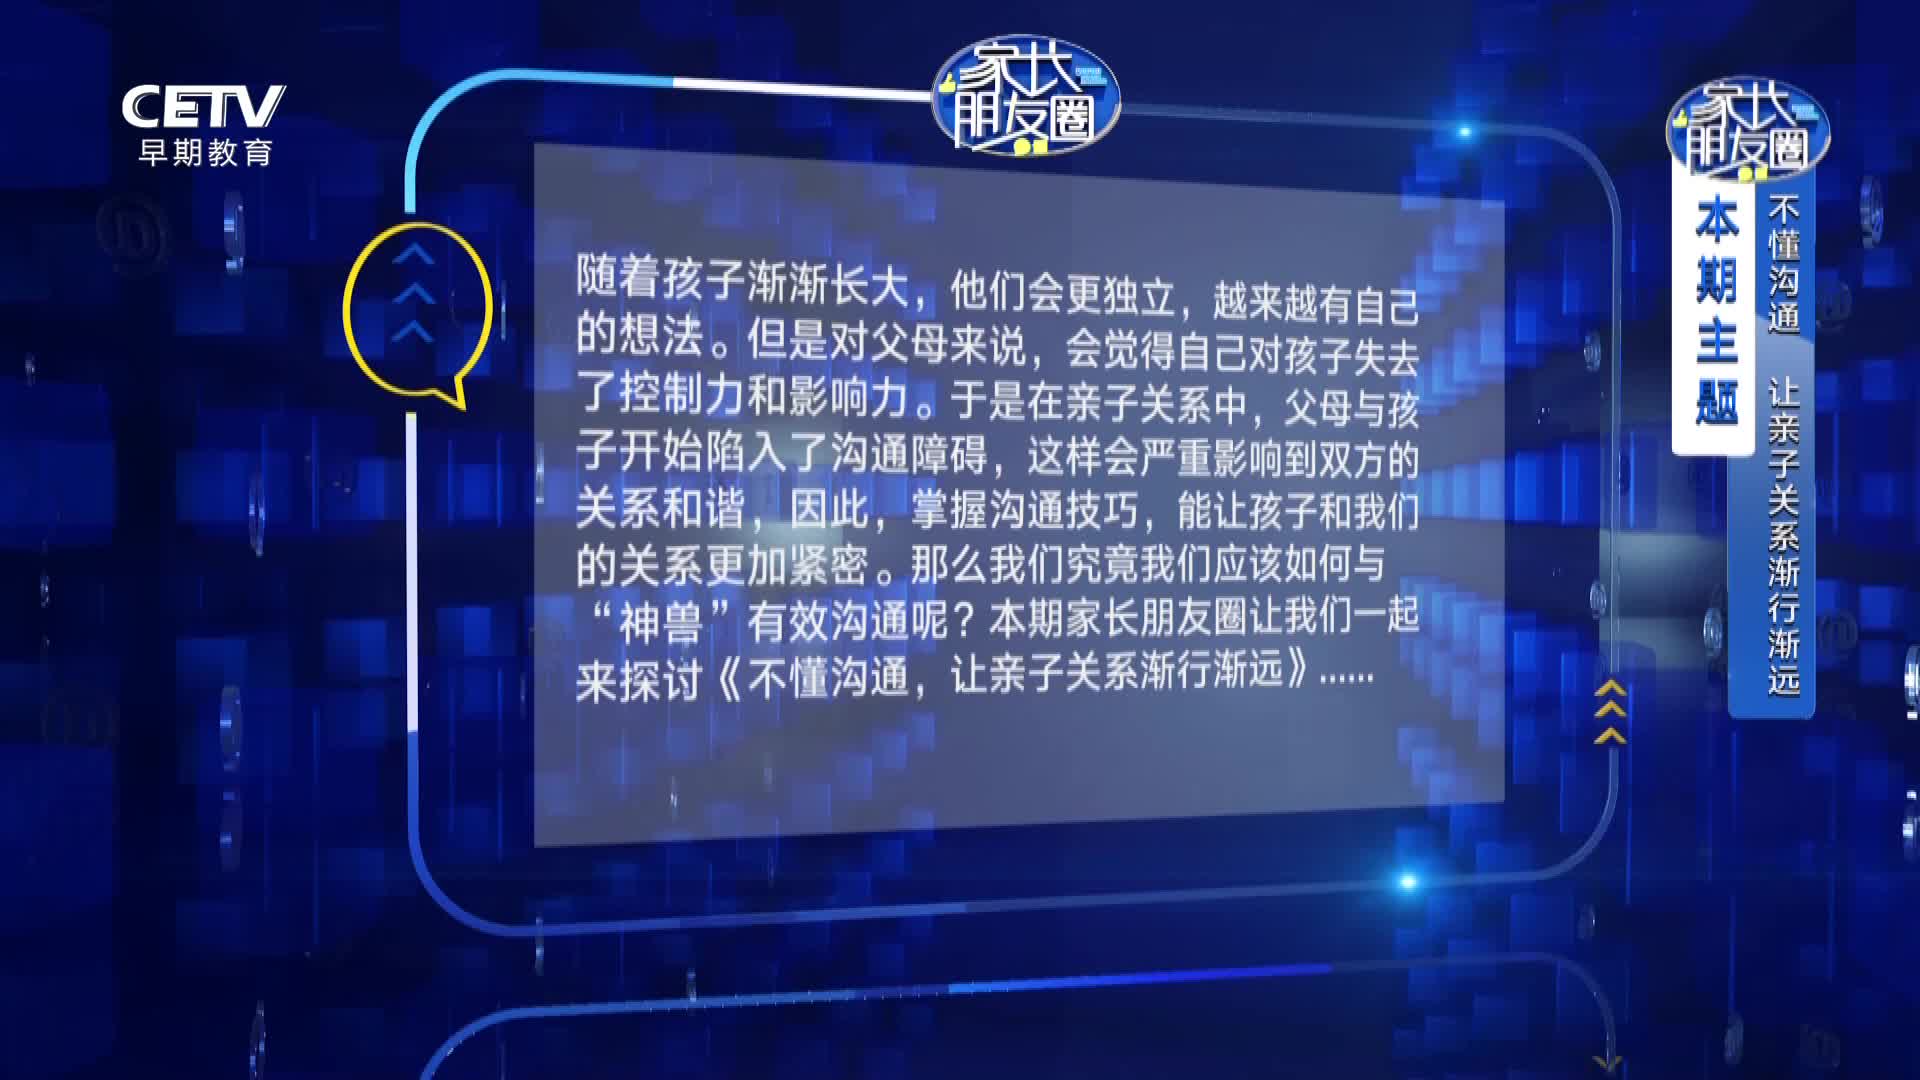 CETV
早期教育
家长
朋友圈
随着孩子渐渐长大，他们会更独立，越来越有自己
的想法。但是对父母来说，会觉得自己对孩子失去
了控制力和影响力。于是在亲子关系中，父母与孩
子开始陷入了沟通障碍，这样会严重影响到双方的
关系和谐，因此，掌握沟通技巧，能让孩子和我们
的关系更加紧密。那么我们究竟我们应该如何与
“神兽”有效沟通呢？本期家长朋友圈让我们一起
来探讨《不懂沟通，让亲子关系渐行渐远》……
家长
朋友圈
本期主题
不懂沟通 让亲子关系渐行渐远